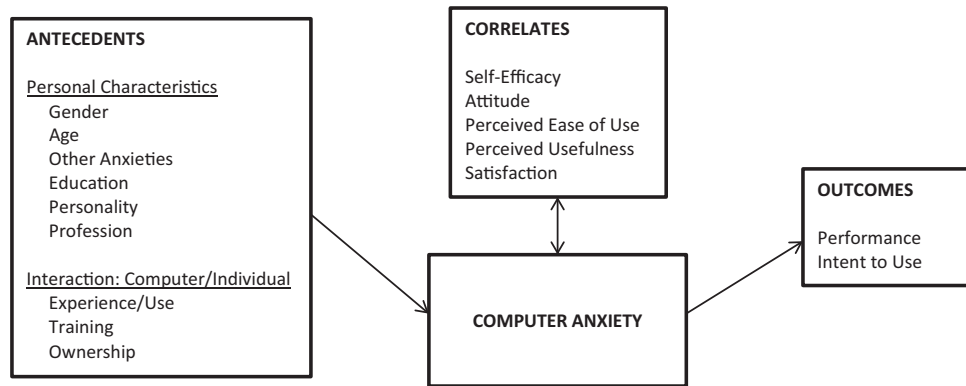 ANTECEDENTS
Personal Characteristics
Gender
Age
Other Anxieties
Education
Personality
Profession
Interaction: Computer/Individual
Experience/Use
Training
Ownership
CORRELATES
Self-Efficacy
Attitude
Perceived Ease of Use
Perceived Usefulness
Satisfaction
COMPUTER ANXIETY
OUTCOMES
Performance
Intent to Use